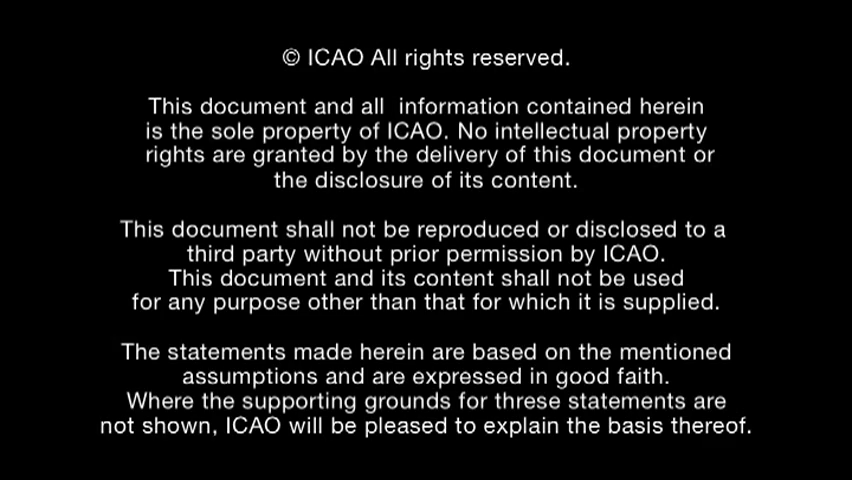 © ICAO All rights reserved.
This document and all information contained herein
is the sole property of ICAO. No intellectual property
rights are granted by the delivery of this document or
the disclosure of its content.
This document shall not be reproduced or disclosed to a
third party without prior permission by ICAO.
This document and its content shall not be used
for any purpose other than that for which it is supplied.
The statements made herein are based on the mentioned
assumptions and are expressed in good faith.
Where the supporting grounds for threse statements are
not shown, ICAO will be pleased to explain the basis thereof.